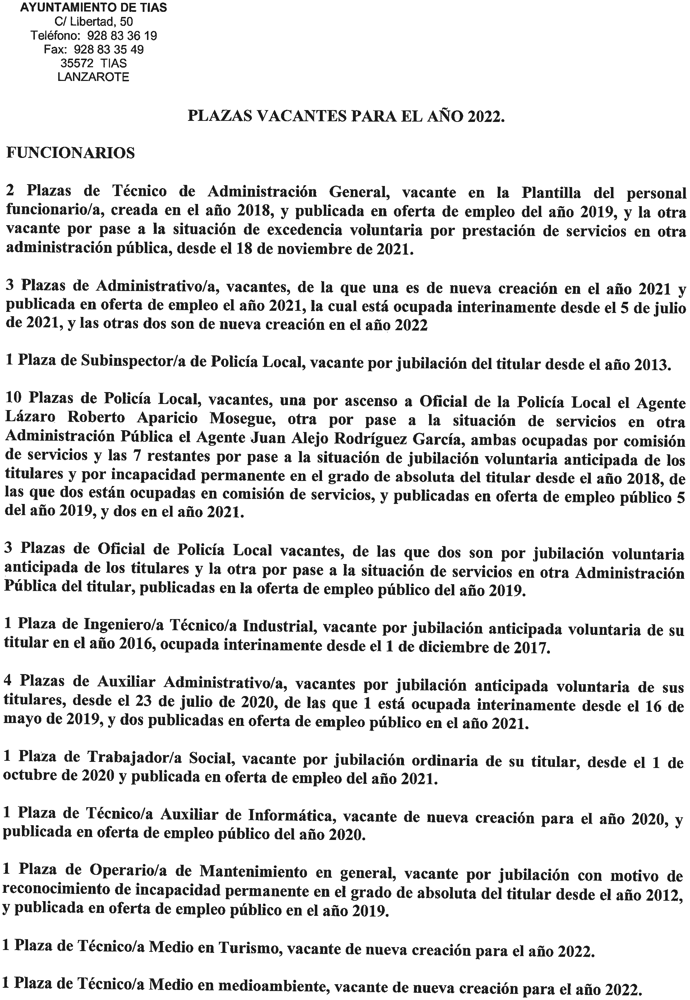 AYUNTAMIENTO DE TIAS
C/ Libertad, 50
Teléfono: 928 83 36 19
Fax: 928 83 35 49
35572 TIAS
LANZAROTE
PLAZAS VACANTES PARA EL AÑO 2022.
FUNCIONARIOS
2 Plazas de Técnico de Administración General, vacante en la Plantilla del personal
funcionario/a, creada en el año 2018, y publicada en oferta de empleo del año 2019, y la otra
vacante por pase a la situación de excedencia voluntaria por prestación de servicios en otra
administración pública, desde el 18 de noviembre de 2021.
3 Plazas de Administrativo/a, vacantes, de la que una es de nueva creación en el año 2021 y
publicada en oferta de empleo el año 2021, la cual está ocupada interinamente desde el 5 de julio
de 2021, y las otras dos son de nueva creación en el año 2022
1 Plaza de Subinspector/a de Policía Local, vacante por jubilación del titular desde el año 2013.
10 Plazas de Policía Local, vacantes, una por ascenso a Oficial de la Policía Local el Agente
Lázaro Roberto Aparicio Mosegue, otra por pase a la situación de servicios en otra
Administración Pública el Agente Juan Alejo Rodríguez García, ambas ocupadas por comisión
de servicios y las 7 restantes por pase a la situación de jubilación voluntaria anticipada de los
titulares y por incapacidad permanente en el grado de absoluta del titular desde el año 2018, de
las que dos están ocupadas en comisión de servicios, y publicadas en oferta de empleo público 5
del año 2019, y dos en el año 2021.
3 Plazas de Oficial de Policía Local vacantes, de las que dos son por jubilación voluntaria
anticipada de los titulares y la otra por pase a la situación de servicios en otra Administración
Pública del titular, publicadas en la oferta de empleo público del año 2019.
1 Plaza de Ingeniero/a Técnico/a Industrial, vacante por jubilación anticipada voluntaria de su
titular en el año 2016, ocupada interinamente desde el 1 de diciembre de 2017.
4 Plazas de Auxiliar Administrativo/a, vacantes por jubilación anticipada voluntaria de sus
titulares, desde el 23 de julio de 2020, de las que 1 está ocupada interinamente desde el 16 de
mayo de 2019, y dos publicadas en oferta de empleo público en el año 2021.
1 Plaza de Trabajador/a Social, vacante por jubilación ordinaria de su titular, desde el 1 de
octubre de 2020 y publicada en oferta de empleo del año 2021.
1 Plaza de Técnico/a Auxiliar de Informática, vacante de nueva creación para el año 2020, y
publicada en oferta de empleo público del año 2020.
1 Plaza de Operario/a de Mantenimiento en general, vacante por jubilación con motivo de
reconocimiento de incapacidad permanente en el grado de absoluta del titular desde el año 2012,
y publicada en oferta de empleo público en el año 2019.
1 Plaza de Técnico/a Medio en Turismo, vacante de nueva creación para el año 2022.
1 Plaza de Técnico/a Medio en medioambiente, vacante de nueva creación para el año 2022.